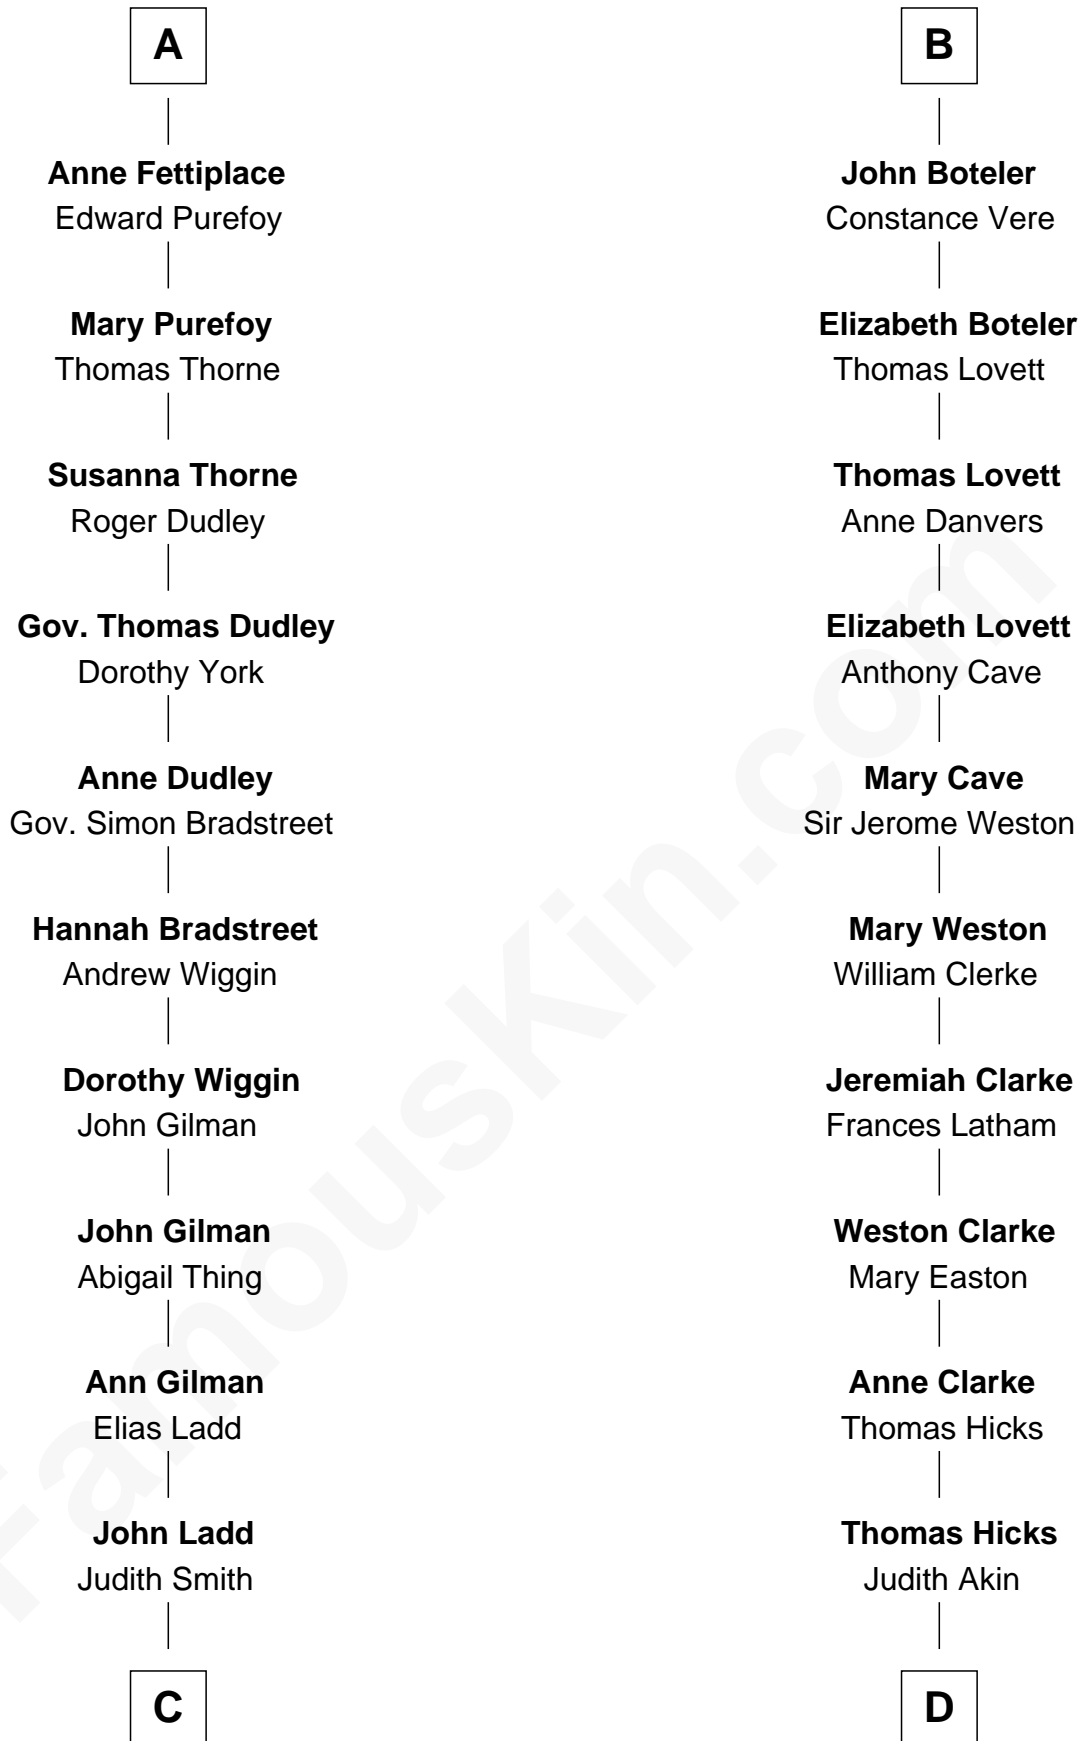 A
Anne Fettiplace
Edward Purefoy
Mary Purefoy
Thomas Thorne
Susanna Thorne
Roger Dudley
Gov. Thomas Dudley
Dorothy York
Anne Dudley
Gov. Simon Bradstreet
Hannah Bradstreet
Andrew Wiggin
Dorothy Wiggin
John Gilman
John Gilman
Abigail Thing
Ann Gilman
Elias Ladd
John Ladd
Judith Smith
C
B
John Boteler
Constance Vere
Elizabeth Boteler
Thomas Lovett
Thomas Lovett
Anne Danvers
Elizabeth Lovett
Anthony Cave
Mary Cave
Sir Jerome Weston
Mary Weston
William Clerke
Jeremiah Clarke
Frances Latham
Weston Clarke
Mary Easton
Anne Clarke
Thomas Hicks
Thomas Hicks
Judith Akin
D
FamousKin.com